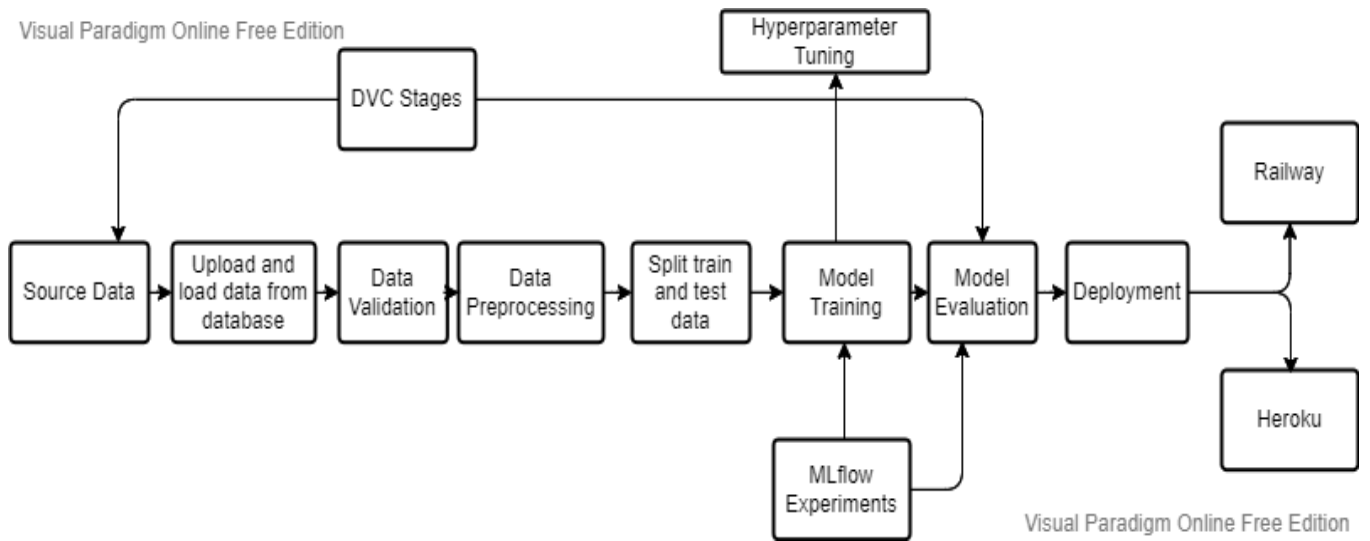 Visual Paradigm Online Free Edition
Hyperparameter
Tuning
DVC Stages
Railway
Source Data
Upload and
load data from
database
Data
Validation
Data
Preprocessing
Split train
and test
data
Model
Training
Model
Evaluation
Deployment
Heroku
MLflow
Experiments
Visual Paradigm Online Free Edition